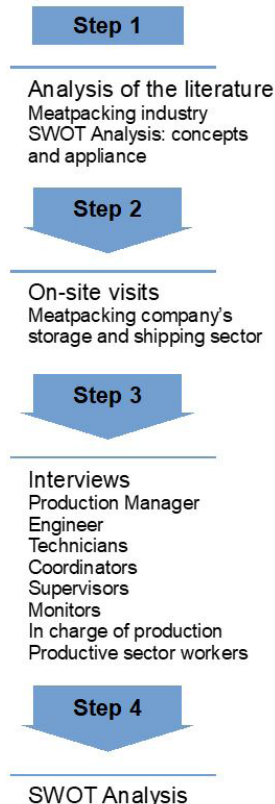 Step 1
Analysis of the literature
Meatpacking industry
SWOT Analysis: concepts
and appliance
Step 2
On-site visits
Meatpacking company's
storage and shipping sector
Step 3
Interviews
Production Manager
Engineer
Technicians
Coordinators
Supervisors
Monitors
In charge of production
Productive sector workers
Step 4
SWOT Analysis